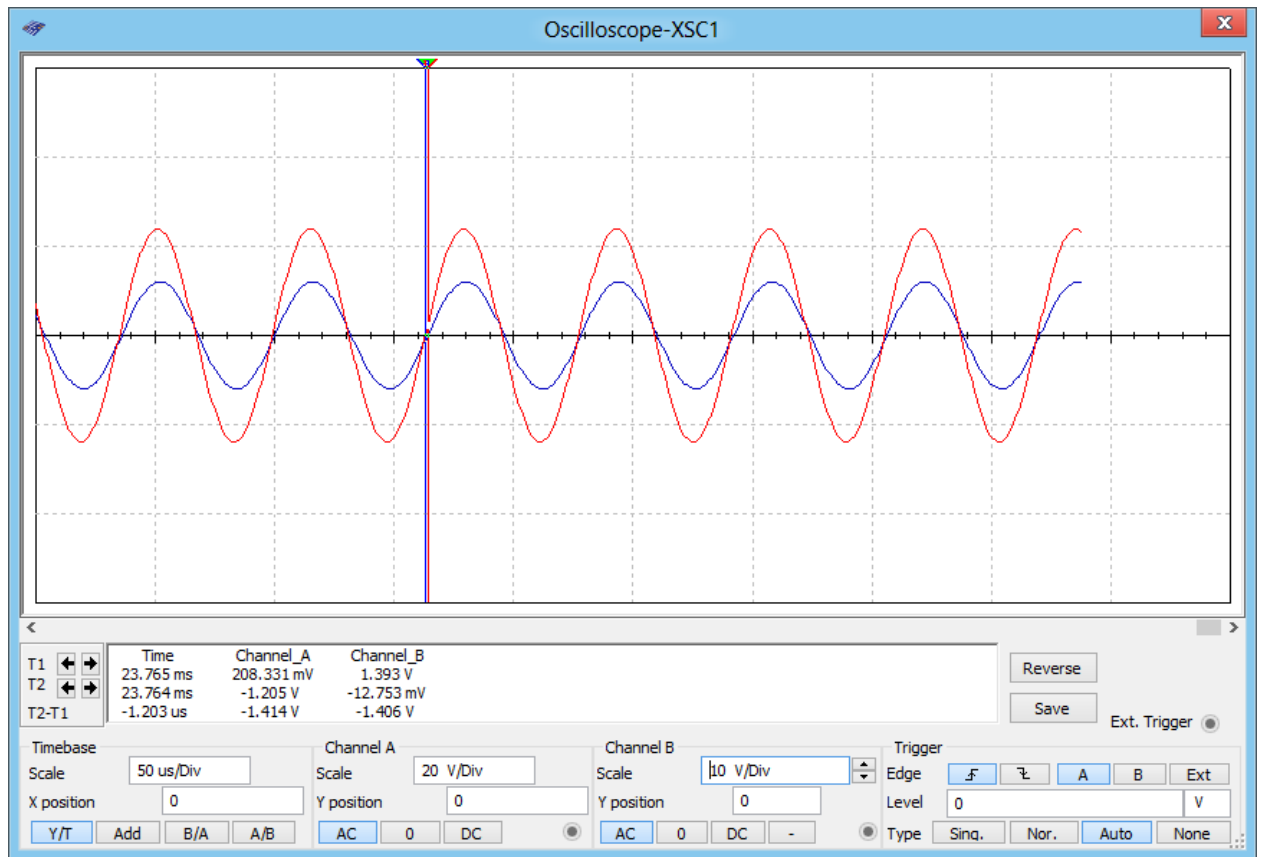 Oscilloscope-XSC1
x
T1
T2
T2-T1
Time Channel_A Channel_B
23.765 ms 208.331 mV 1.393 V
23.764 ms -1.205 V -12.753 mV
-1.203 us -1.414 V -1.406 V
Reverse
Save
Ext. Trigger
Timebase
Scale 50 us/Div
X position 0
Y/T Add B/A A/B
Channel A
Scale 20 V/Div
Y position 0
AC 0 DC
Channel B
Scale 10 V/Div
Y position 0
AC 0 DC -
Trigger
Edge A B Ext
Level 0 V
Type Sing. Nor. Auto None